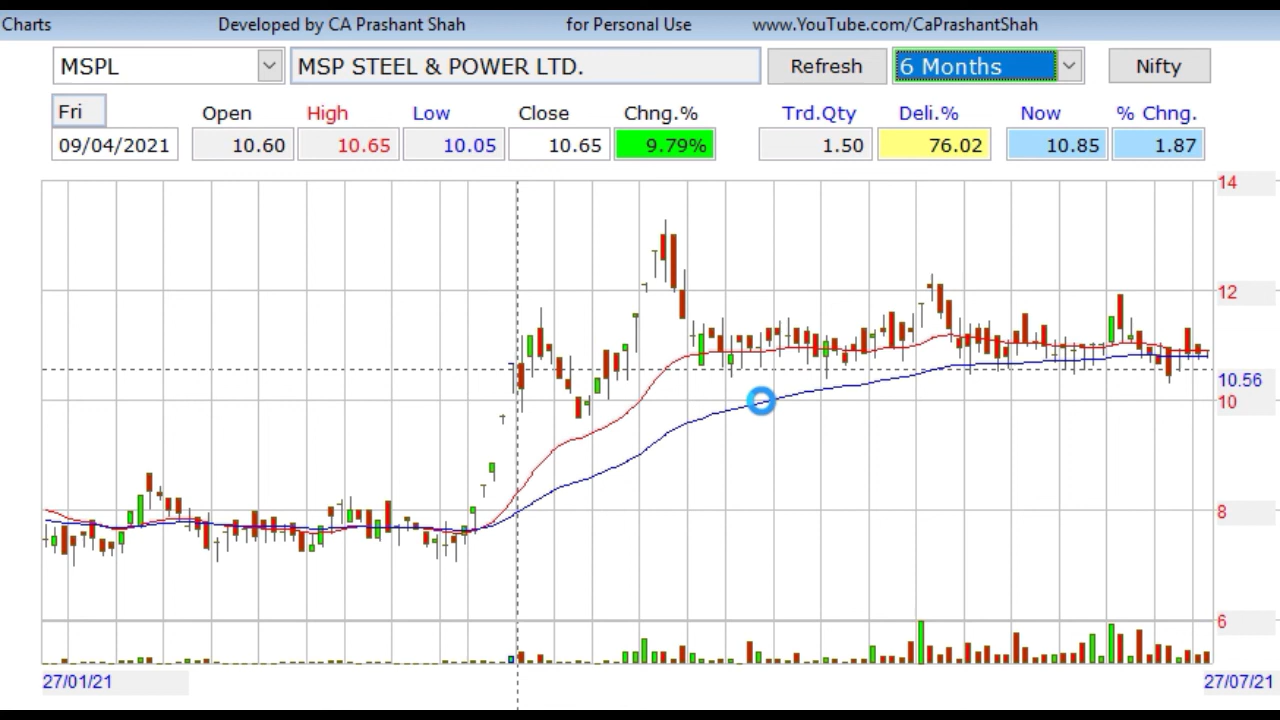 Charts Developed by CA Prashant Shah for Personal Use www.YouTube.com/CaPrashantShah
MSPL MSP STEEL & POWER LTD. Refresh 6 Months Nifty
Fri Open High Low Close Chng.% Trd.Qty Deli.% Now % Chng.
09/04/2021 10.60 10.65 10.05 10.65 9.79% 1.50 76.02 10.85 1.87
14
12
10.56
10
8
6
27/01/21 27/07/21